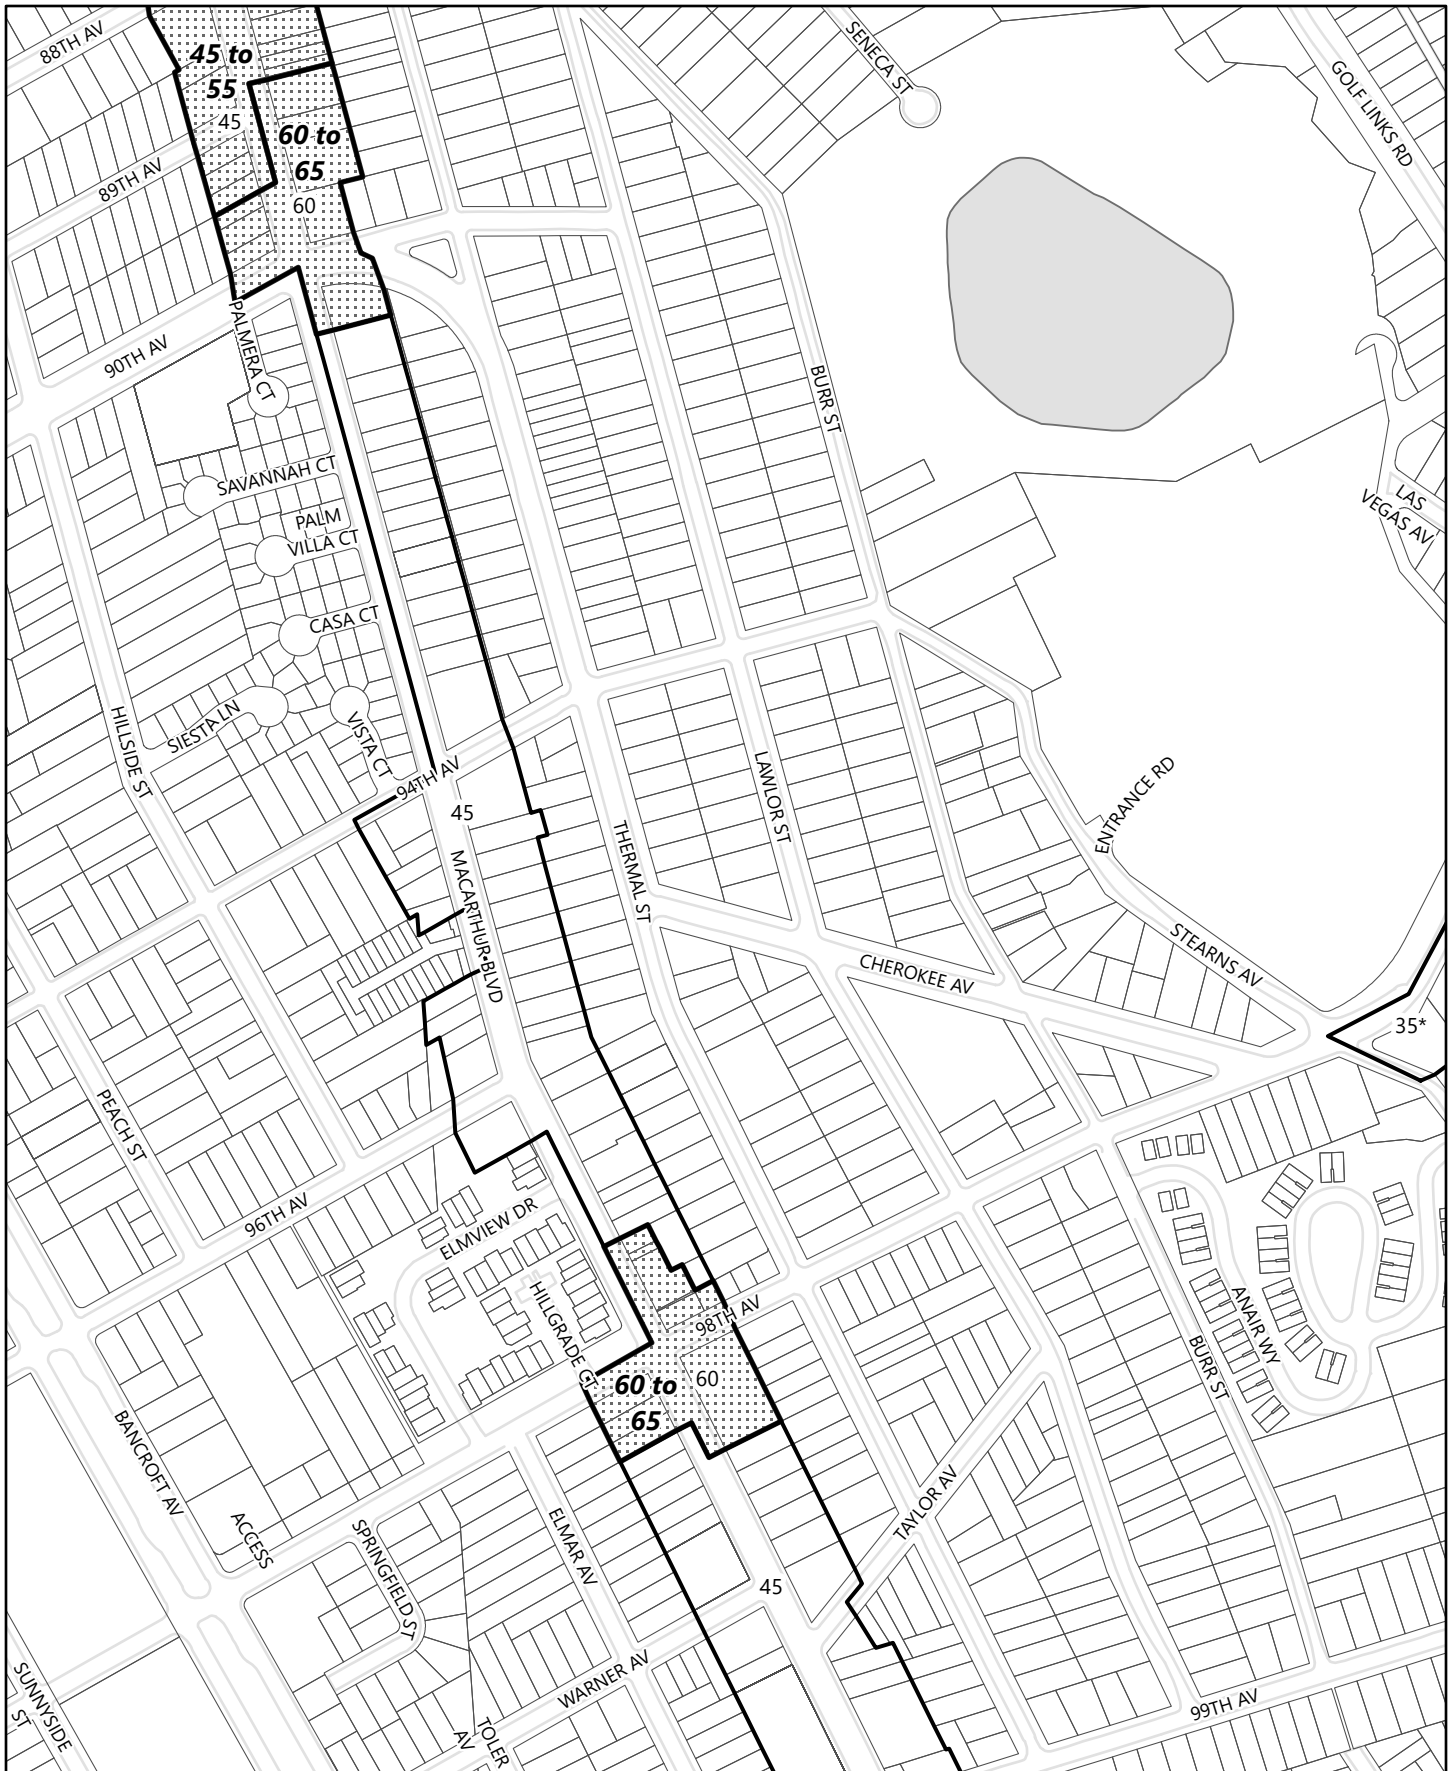 88TH AV
45 to
55
45
SENECA ST
GOLF LINKS RD
60 to
65
60
89TH AV
90TH AV
PALMERA CT
BURR ST
SAVANNAH CT
PALM
VILLA CT
LAS
VEGAS AV
CASA CT
HILLSIDE ST
SIESTA LN
VISTA CT
94TH AV
45
LAWLOR ST
ENTRANCE RD
THERMAL ST
MACARTHUR BLVD
CHEROKEE AV
STEARNS AV
35*
PEACH ST
96TH AV
ELMVIEW DR
HILLGRADE CT
98TH AV
60 to
65
60
ANAIR WY
BURR ST
BANCROFT AV
ACCESS
SPRINGFIELD ST
ELMAR AV
TAYLOR AV
45
WARNER AV
SUNNYSIDE
ST
TOLER
AV
99TH AV